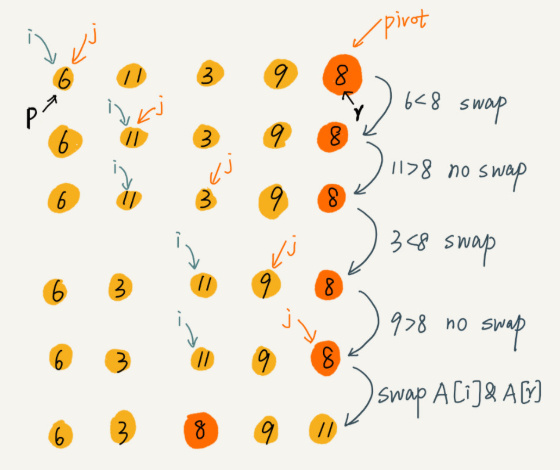 i j pivot
6 11 3 9 8
p r 6<8 swap
i j
6 11 3 9 8
11>8 no swap
i j
6 11 3 9 8
3<8 swap
i j
6 3 11 9 8
9>8 no swap
i j
6 3 11 9 8
swap A[i]&A[r]
6 3 8 9 11